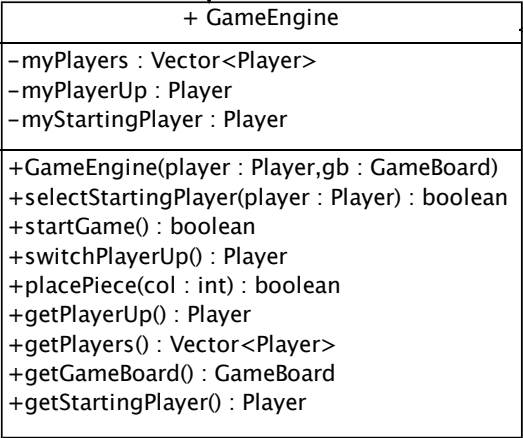 + GameEngine
-myPlayers : Vector<Player>
-myPlayerUp : Player
-myStartingPlayer : Player
+GameEngine(player : Player,gb : GameBoard)
+selectStartingPlayer(player : Player) : boolean
+startGame() : boolean
+switchPlayerUp() : Player
+placePiece(col : int) : boolean
+getPlayerUp() : Player
+getPlayers() : Vector<Player>
+getGameBoard() : GameBoard
+getStartingPlayer() : Player